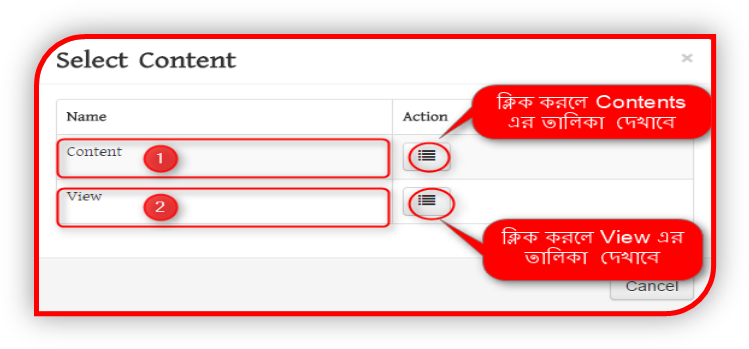 Select Content ×
Name Action
ক্লিক করলে Contents
এর তালিকা দেখাবে
Content 1
View 2
ক্লিক করলে View এর
তালিকা দেখাবে
Cancel